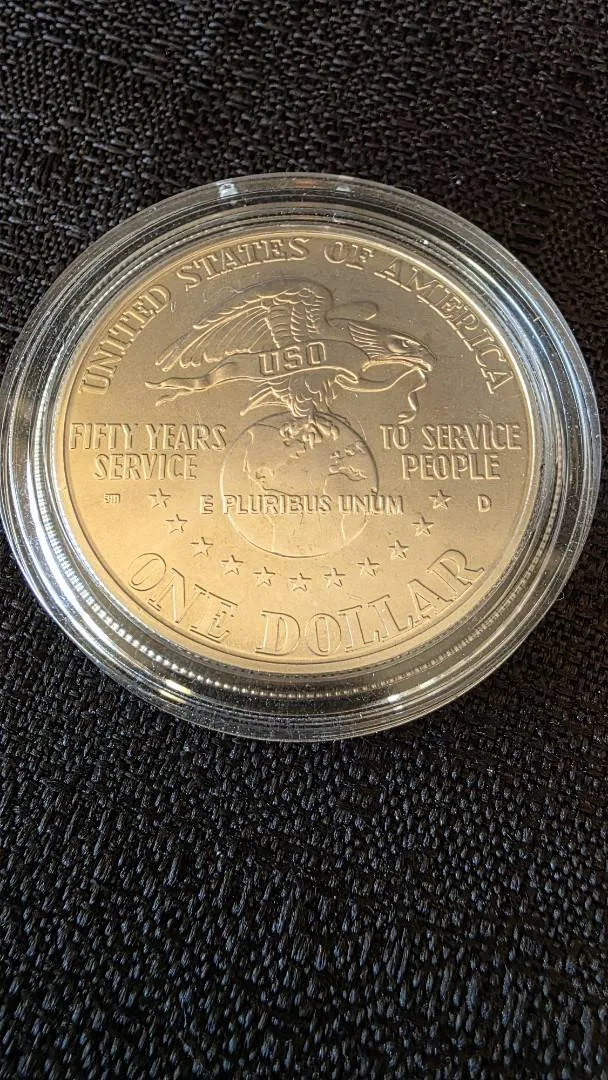 UNITED STATES OF AMERICA
USO
FIFTY YEARS
SERVICE
TO SERVICE
PEOPLE
E PLURIBUS UNUM
D
ONE DOLLAR